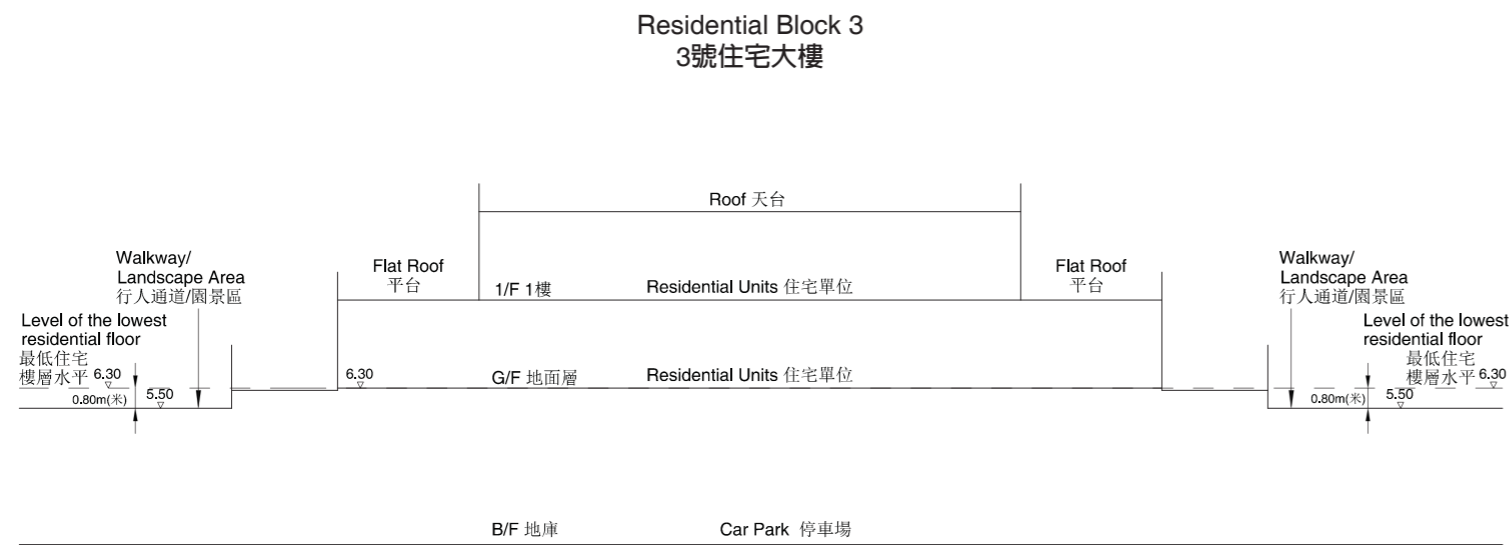 Residential Block 3
3號住宅大樓
Roof 天台
Walkway/
Landscape Area
行人通道/園景區
Flat Roof
平台
1/F 1樓
Residential Units 住宅單位
Flat Roof
平台
Walkway/
Landscape Area
行人通道/園景區
Level of the lowest
residential floor
最低住宅
樓層水平 6.30
0.80m(米)
5.50
6.30
G/F 地面層
Residential Units 住宅單位
Level of the lowest
residential floor
最低住宅
樓層水平 6.30
0.80m(米)
5.50
B/F 地庫
Car Park 停車場